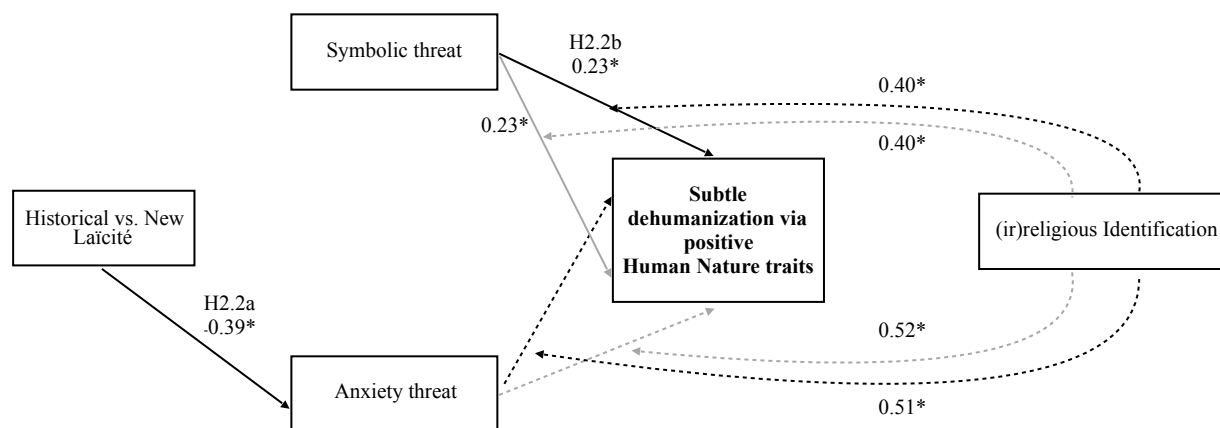 Symbolic threat
H2.2b
0.23*
0.40*
0.23*
0.40*
Historical vs. New
Laïcité
Subtle
dehumanization via
positive
Human Nature traits
(ir)religious Identification
H2.2a
-0.39*
0.52*
Anxiety threat
0.51*